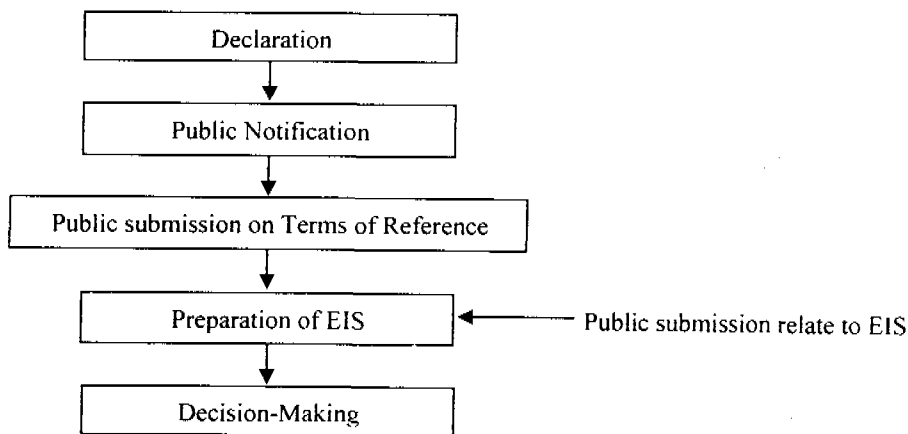 Declaration
Public Notification
Public submission on Terms of Reference
Preparation of EIS
Public submission relate to EIS
Decision-Making